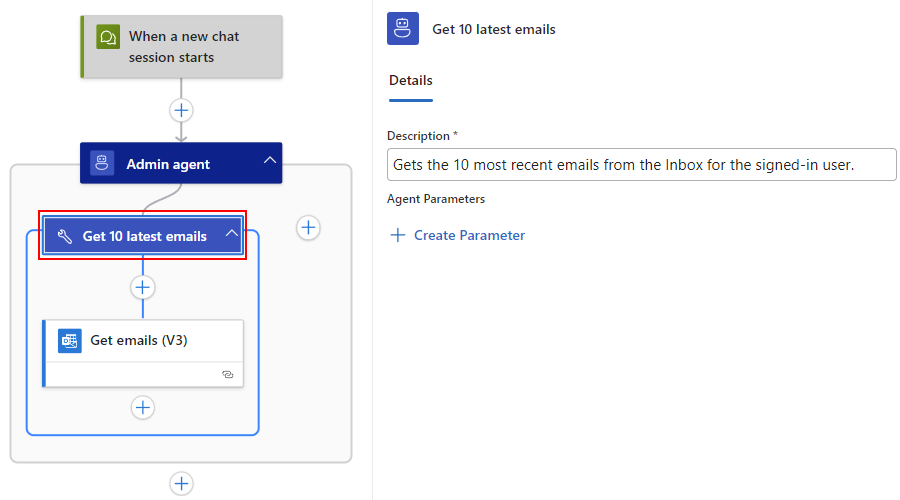 When a new chat
session starts
Admin agent
Get 10 latest emails
Get emails (V3)
Get 10 latest emails
Details
Description *
Gets the 10 most recent emails from the Inbox for the signed-in user.
Agent Parameters
Create Parameter